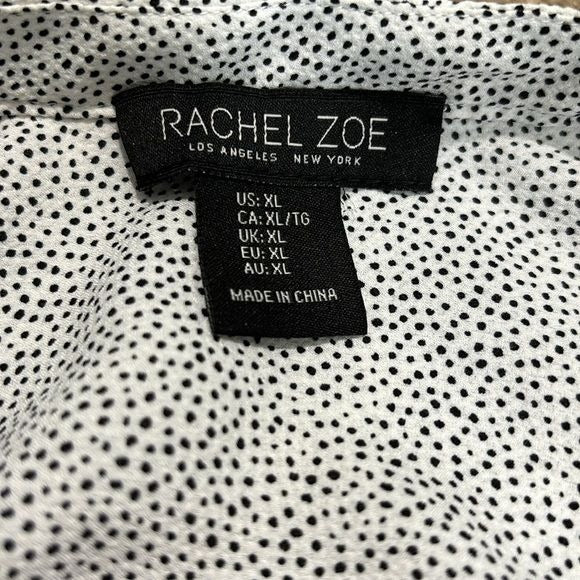 RACHEL ZOE
LOS ANGELES NEW YORK
US: XL
CA: XL/TG
UK: XL
EU: XL
AU: XL
MADE IN CHINA